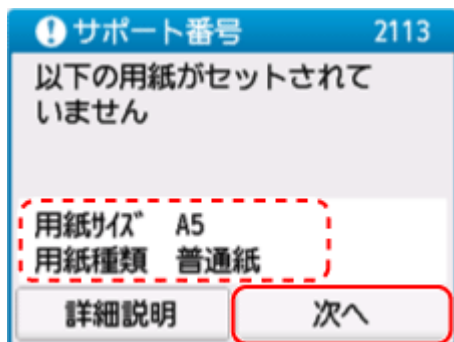 サポート番号 2113
以下の用紙がセットされて
いません
用紙ｻｲｽﾞ A5
用紙種類 普通紙
詳細説明 次へ